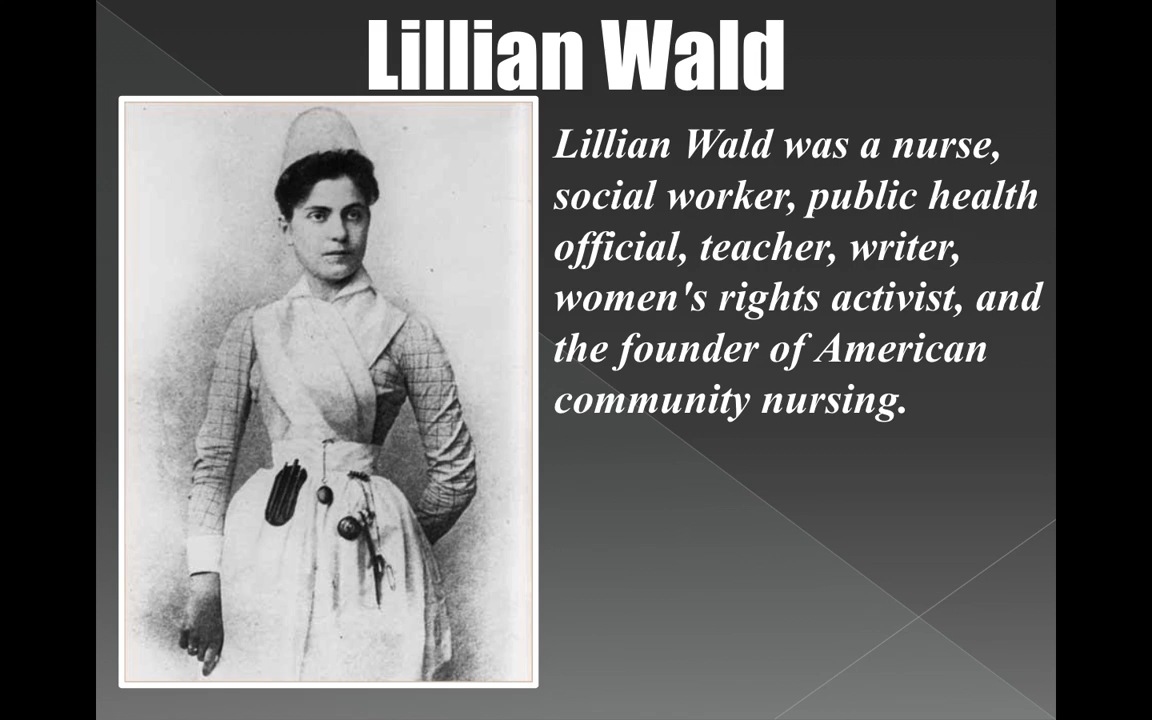 Lillian Wald
Lillian Wald was a nurse,
social worker, public health
official, teacher, writer,
women's rights activist, and
the founder of American
community nursing.